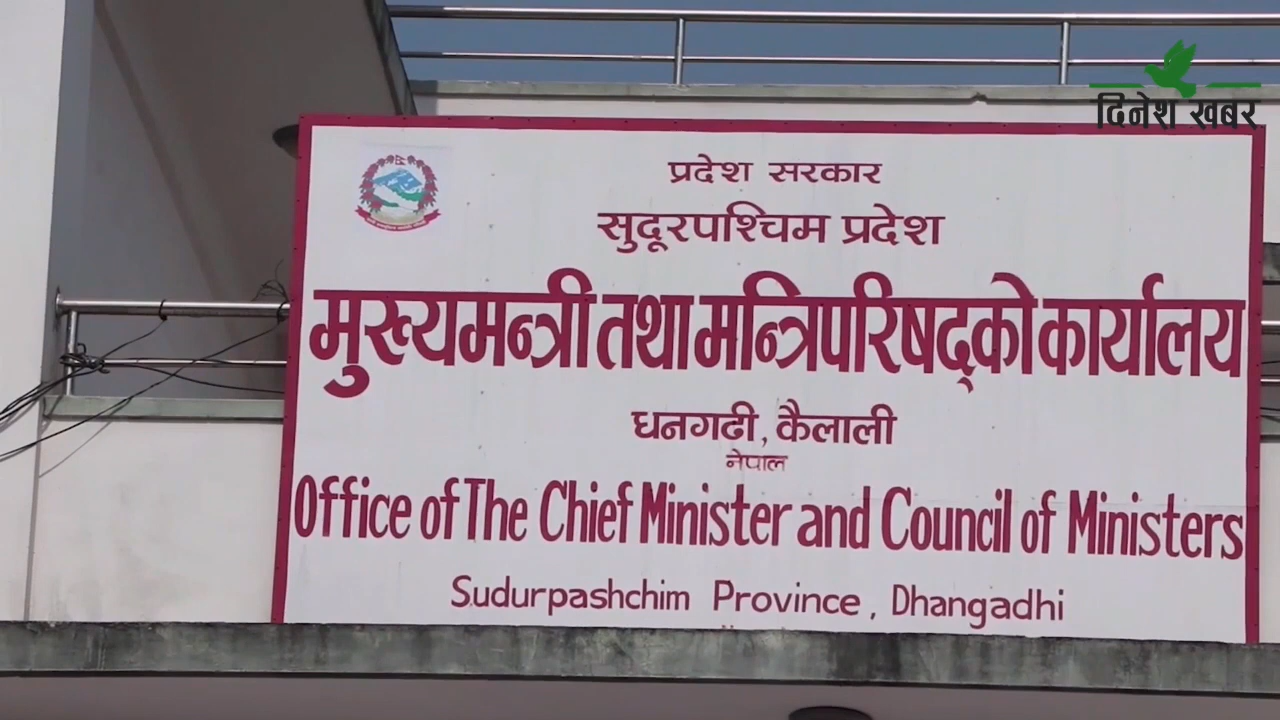 दिनेश खबर
प्रदेश सरकार
सुदूरपश्चिम प्रदेश
मुख्यमन्त्री तथा मन्त्रिपरिषद्को कार्यालय
धनगढी, कैलाली
नेपाल
Office of The Chief Minister and Council of Ministers
Sudurpashchim Province, Dhangadhi